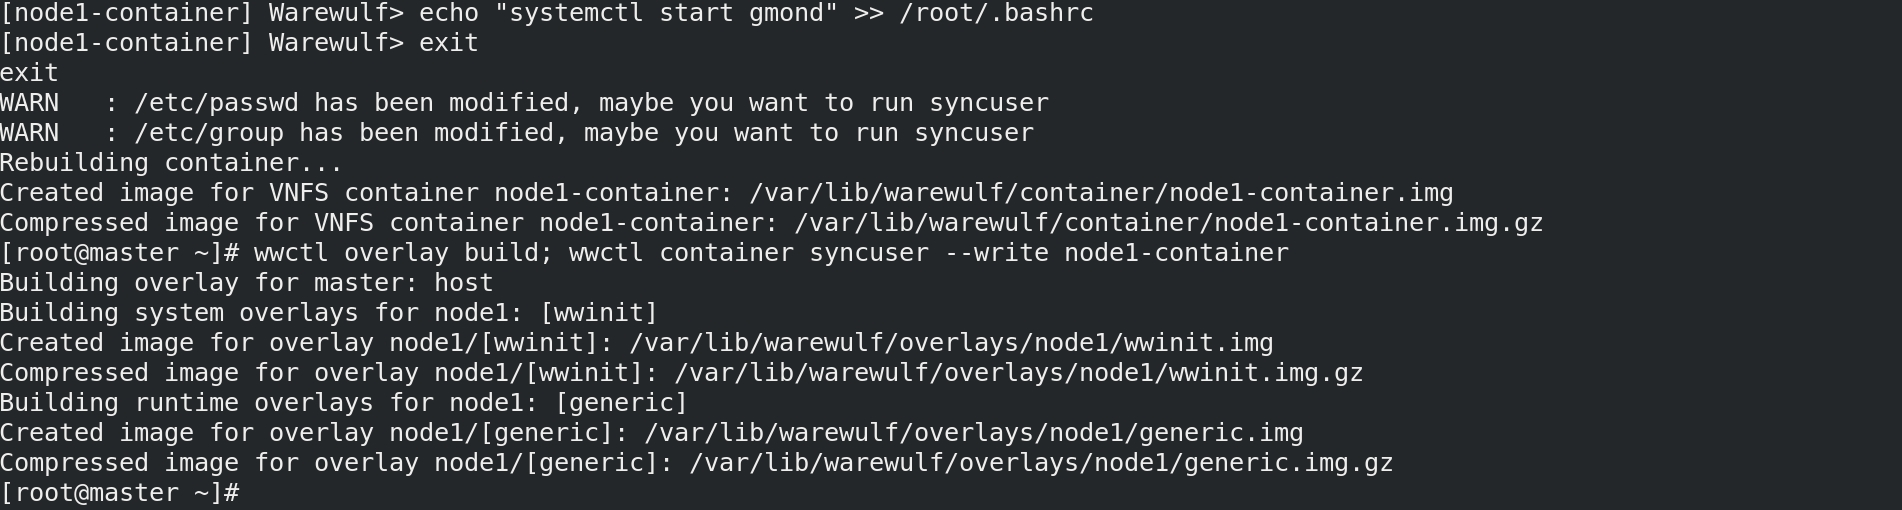 [node1-container] Warewulf> echo "systemctl start gmond" >> /root/.bashrc
[node1-container] Warewulf> exit
exit
WARN   : /etc/passwd has been modified, maybe you want to run syncuser
WARN   : /etc/group has been modified, maybe you want to run syncuser
Rebuilding container...
Created image for VNFS container node1-container: /var/lib/warewulf/container/node1-container.img
Compressed image for VNFS container node1-container: /var/lib/warewulf/container/node1-container.img.gz
[root@master ~]# wwctl overlay build; wwctl container syncuser --write node1-container
Building overlay for master: host
Building system overlays for node1: [wwinit]
Created image for overlay node1/[wwinit]: /var/lib/warewulf/overlays/node1/wwinit.img
Compressed image for overlay node1/[wwinit]: /var/lib/warewulf/overlays/node1/wwinit.img.gz
Building runtime overlays for node1: [generic]
Created image for overlay node1/[generic]: /var/lib/warewulf/overlays/node1/generic.img
Compressed image for overlay node1/[generic]: /var/lib/warewulf/overlays/node1/generic.img.gz
[root@master ~]#